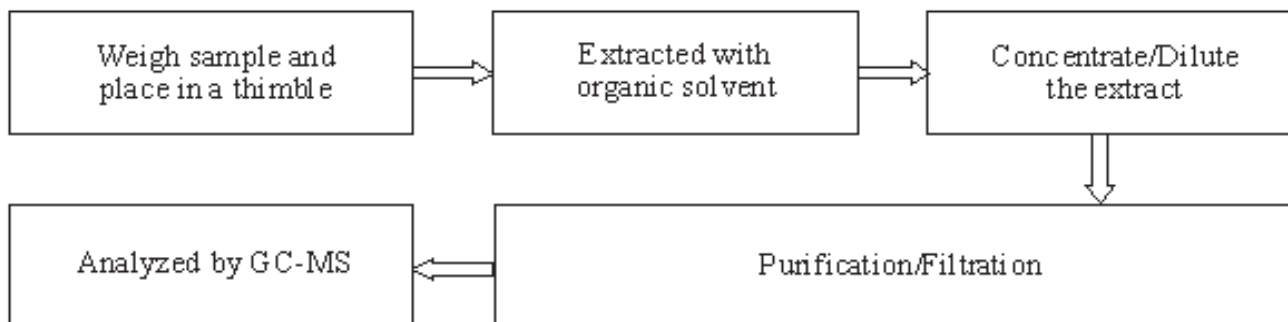 Weigh sample and
place in a thimble
Extracted with
organic solvent
Concentrate/Dilute
the extract
Purification/Filtration
Analyzed by GC-MS